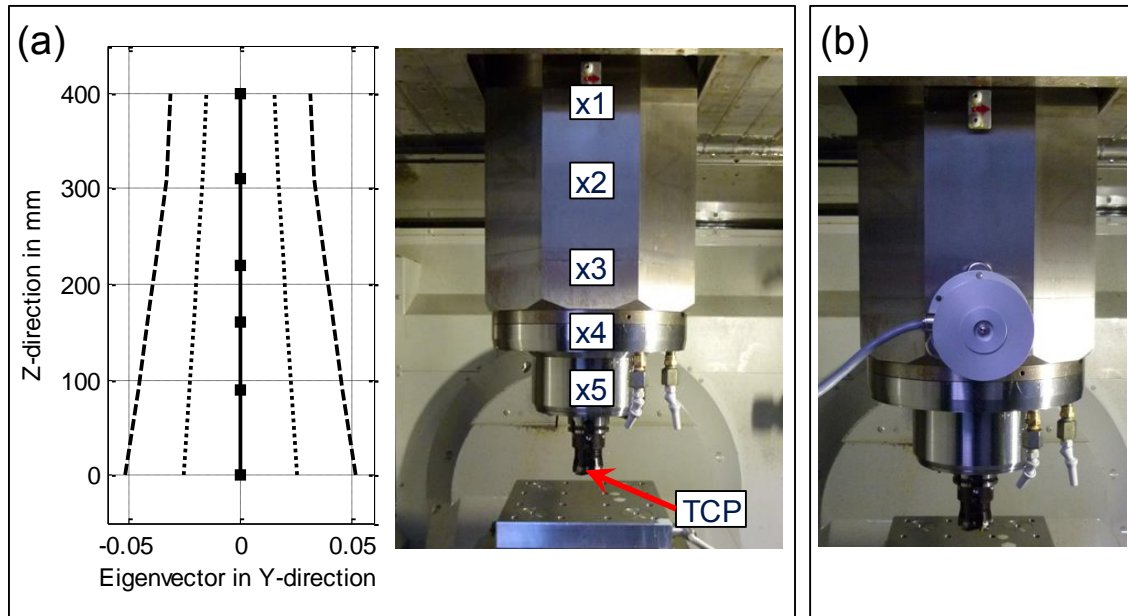 (a)
400
300
200
100
0
-0.05
0
0.05
Z-direction in mm
Eigenvector in Y-direction
x1
x2
x3
x4
x5
TCP
(b)